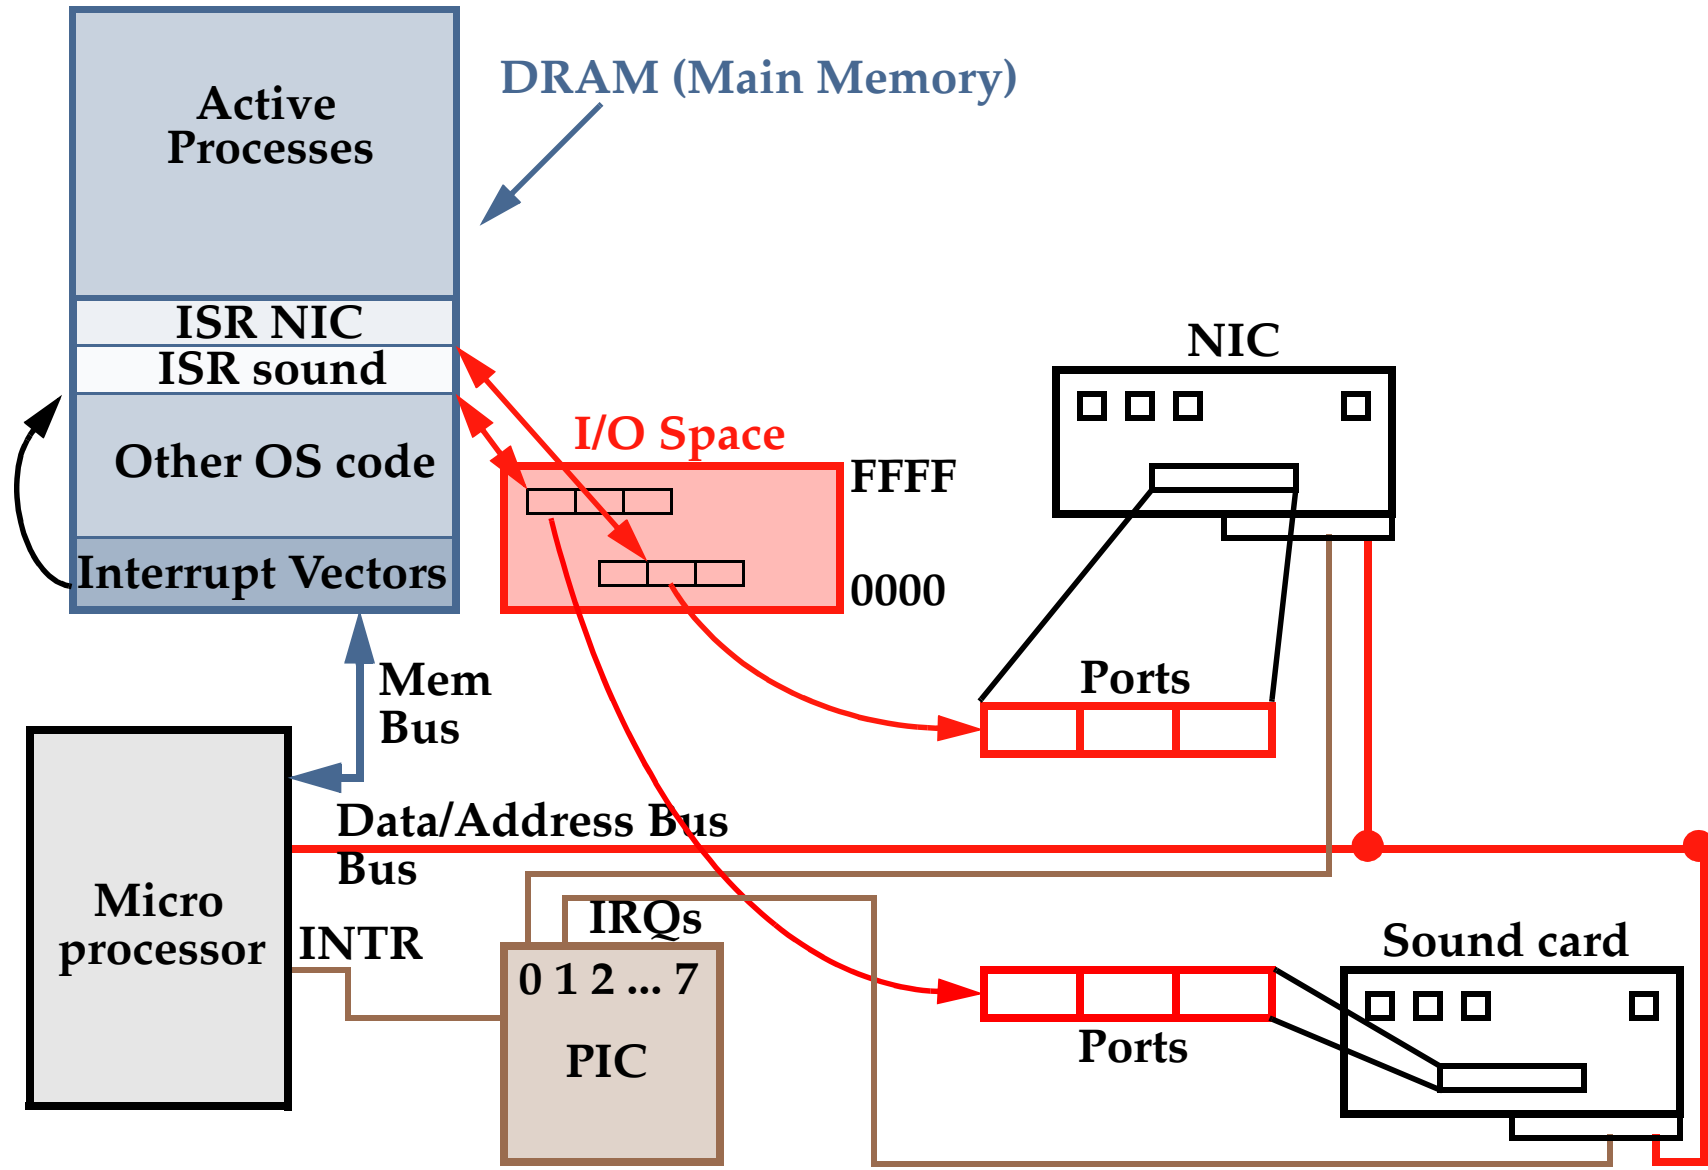 Active
Processes
DRAM (Main Memory)
ISR NIC
ISR sound
Other OS code
Interrupt Vectors
I/O Space
FFFF
0000
NIC
Ports
Mem
Bus
Data/Address Bus
Bus
Micro
processor
INTR
IRQs
0 1 2 ... 7
PIC
Sound card
Ports